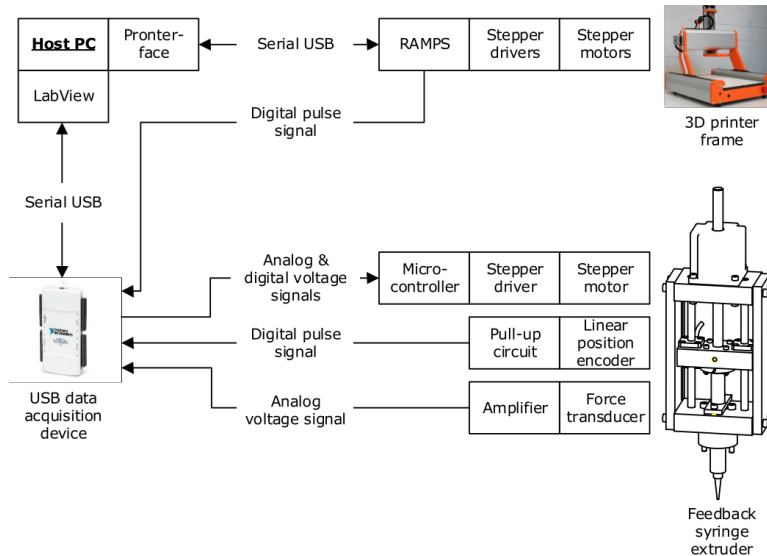 Host PC
Pronter-
face
Serial USB
RAMPS
Stepper
drivers
Stepper
motors
LabView
Digital pulse
signal
3D printer
frame
Serial USB
Analog &
digital voltage
signals
Micro-
controller
Stepper
driver
Stepper
motor
Digital pulse
signal
Pull-up
circuit
Linear
position
encoder
USB data
acquisition
device
Analog
voltage signal
Amplifier
Force
transducer
Feedback
syringe
extruder